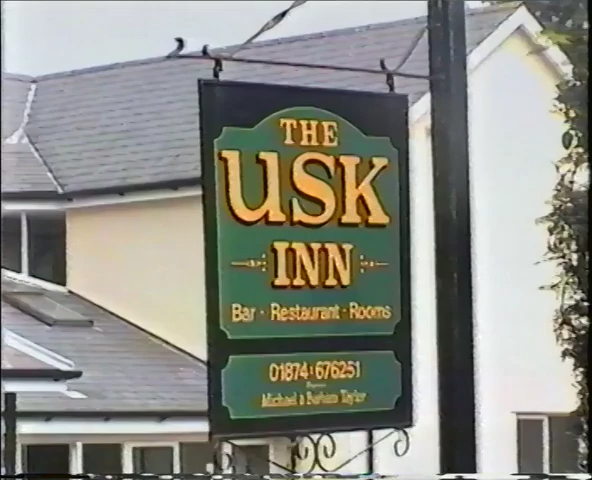 THE
USK
INN
Bar · Restaurant · Rooms
01874 676251
Michael & Barbara Taylor